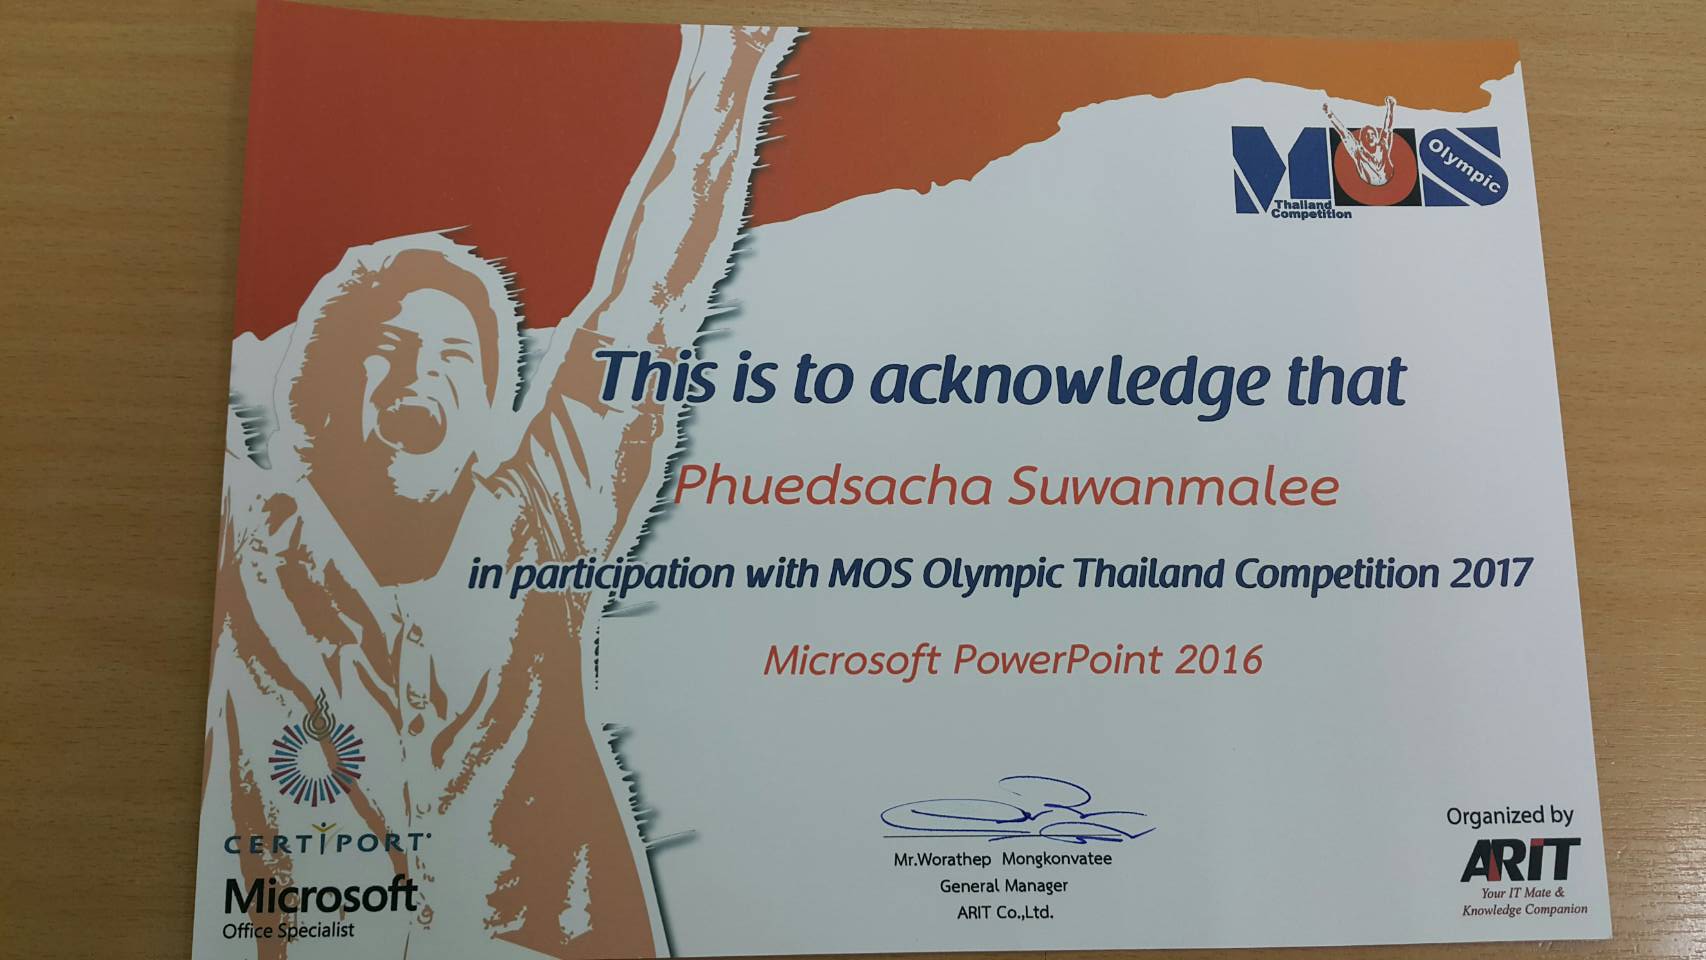 MOS
Olympic
Thailand
Competition
This is to acknowledge that
Phuedsacha Suwanmalee
in participation with MOS Olympic Thailand Competition 2017
Microsoft PowerPoint 2016
Mr.Worathep Mongkonvatee
General Manager
ARIT Co.,Ltd.
CERTIPORT
Microsoft
Office Specialist
Organized by
ARIT
Your IT Mate &
Knowledge Companion